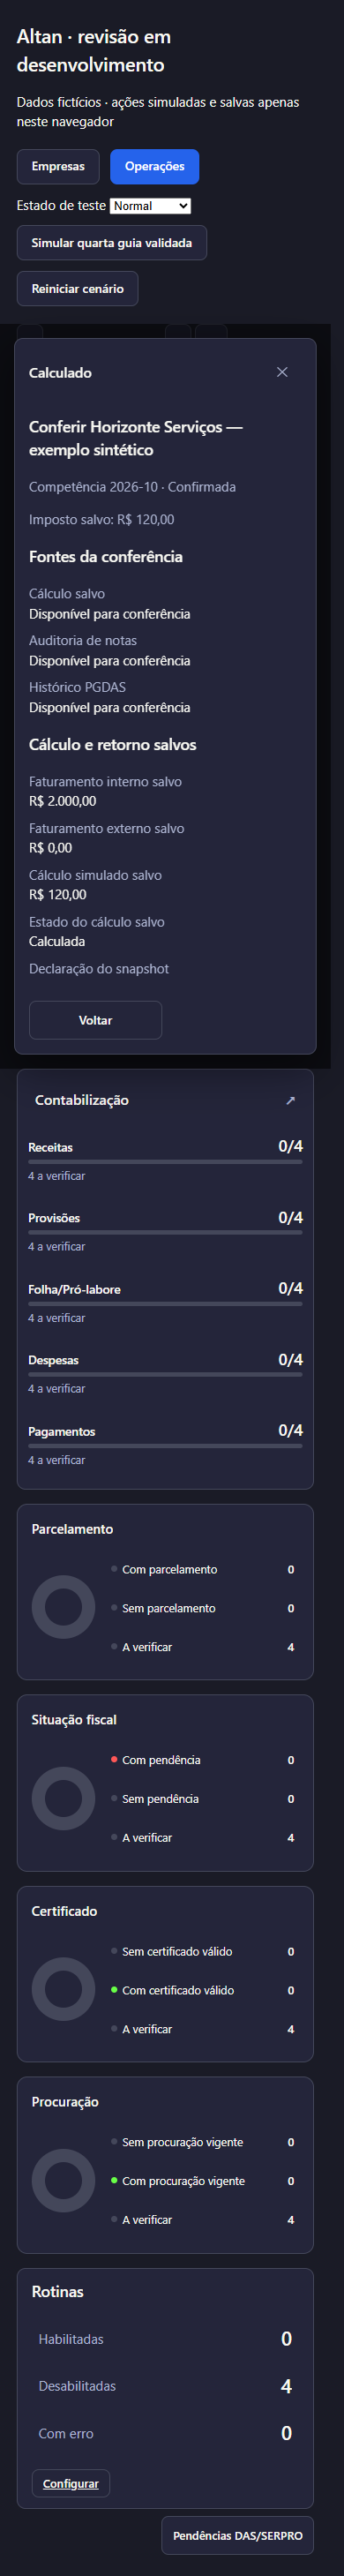 Altan · revisão em
desenvolvimento
Dados fictícios · ações simuladas e salvas apenas
neste navegador
Empresas
Operações
Estado de teste Normal
Simular quarta guia validada
Reiniciar cenário
Calculado
Conferir Horizonte Serviços —
exemplo sintético
Competência 2026-10 · Confirmada
Imposto salvo: R$ 120,00
Fontes da conferência
Cálculo salvo
Disponível para conferência
Auditoria de notas
Disponível para conferência
Histórico PGDAS
Disponível para conferência
Cálculo e retorno salvos
Faturamento interno salvo
R$ 2.000,00
Faturamento externo salvo
R$ 0,00
Cálculo simulado salvo
R$ 120,00
Estado do cálculo salvo
Calculada
Declaração do snapshot
Voltar
Contabilização ↗
Receitas 0/4
4 a verificar
Provisões 0/4
4 a verificar
Folha/Pró-labore 0/4
4 a verificar
Despesas 0/4
4 a verificar
Pagamentos 0/4
4 a verificar
Parcelamento
Com parcelamento 0
Sem parcelamento 0
A verificar 4
Situação fiscal
Com pendência 0
Sem pendência 0
A verificar 4
Certificado
Sem certificado válido 0
Com certificado válido 0
A verificar 4
Procuração
Sem procuração vigente 0
Com procuração vigente 0
A verificar 4
Rotinas
Habilitadas 0
Desabilitadas 4
Com erro 0
Configurar
Pendências DAS/SERPRO